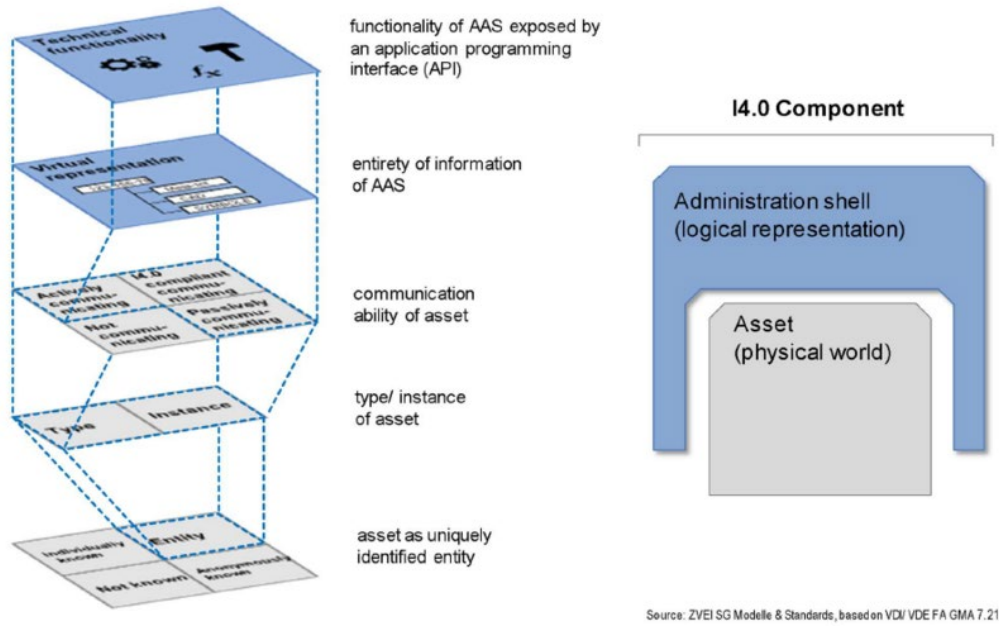 Technical
functionality
fx
functionality of AAS exposed by
an application programming
interface (API)
Virtual
representation
entirety of information
of AAS
Actively
commu-
nicating
I4.0
compliant
commu-
nicating
Not
commu-
nicating
Passively
commu-
nicating
communication
ability of asset
Type
Instance
type/ instance
of asset
Individually
known
Entity
Not known
Anonymously
known
asset as uniquely
identified entity
I4.0 Component
Administration shell
(logical representation)
Asset
(physical world)
Source: ZVEI SG Modelle & Standards, based on VDI/ VDE FA GMA 7.21